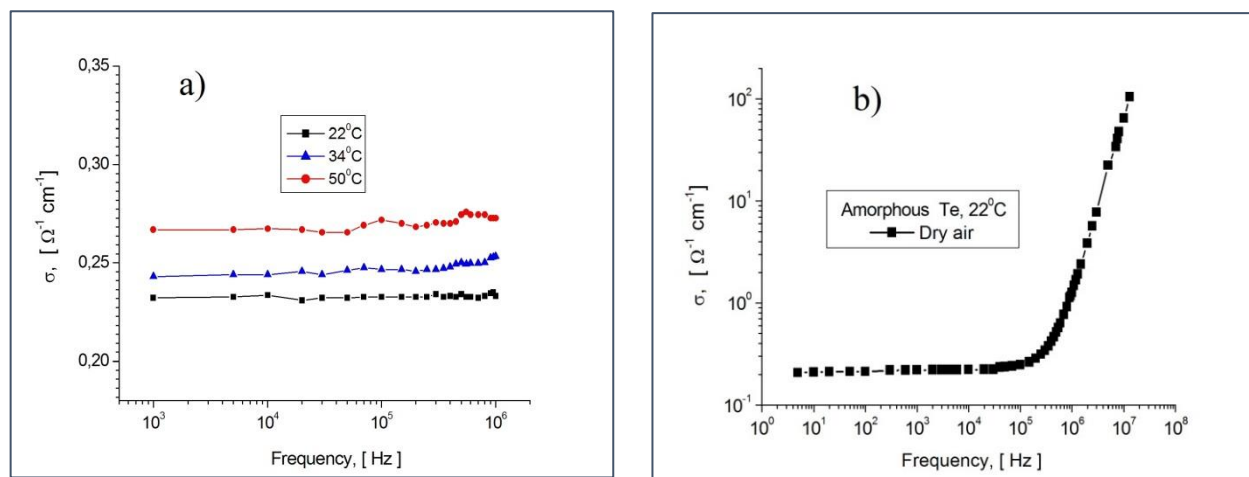 a)
0,35
0,30
0,25
0,20
σ, [ Ω⁻¹ cm⁻¹]
22⁰C
34⁰C
50⁰C
10³ 10⁴ 10⁵ 10⁶
Frequency, [ Hz ]
b)
10²
10¹
10⁰
10⁻¹
σ, [ Ω⁻¹ cm⁻¹]
Amorphous Te, 22⁰C
Dry air
10⁰ 10¹ 10² 10³ 10⁴ 10⁵ 10⁶ 10⁷ 10⁸
Frequency, [ Hz ]